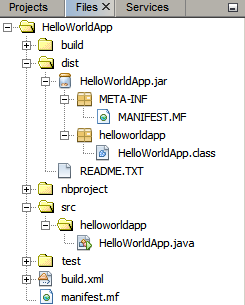 Projects Files Services
HelloWorldApp
build
dist
HelloWorldApp.jar
META-INF
MANIFEST.MF
helloworldapp
HelloWorldApp.class
README.TXT
nbproject
src
helloworldapp
HelloWorldApp.java
test
build.xml
manifest.mf